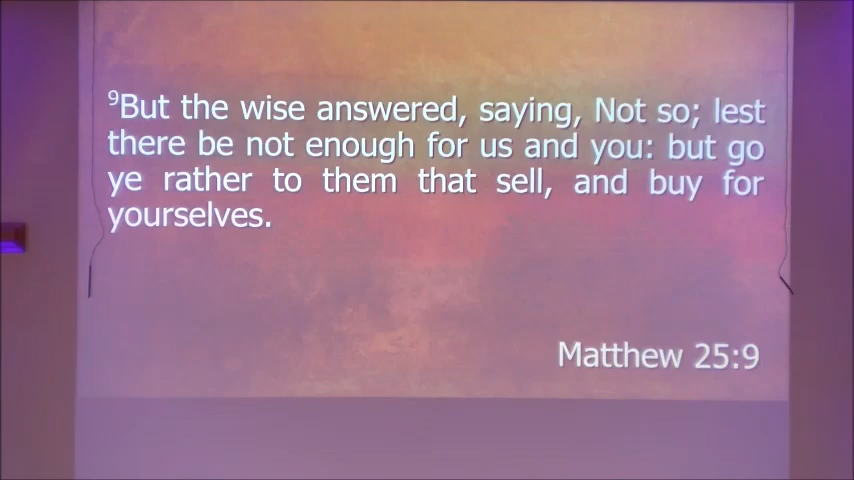 ⁹But the wise answered, saying, Not so; lest
there be not enough for us and you: but go
ye rather to them that sell, and buy for
yourselves.
Matthew 25:9